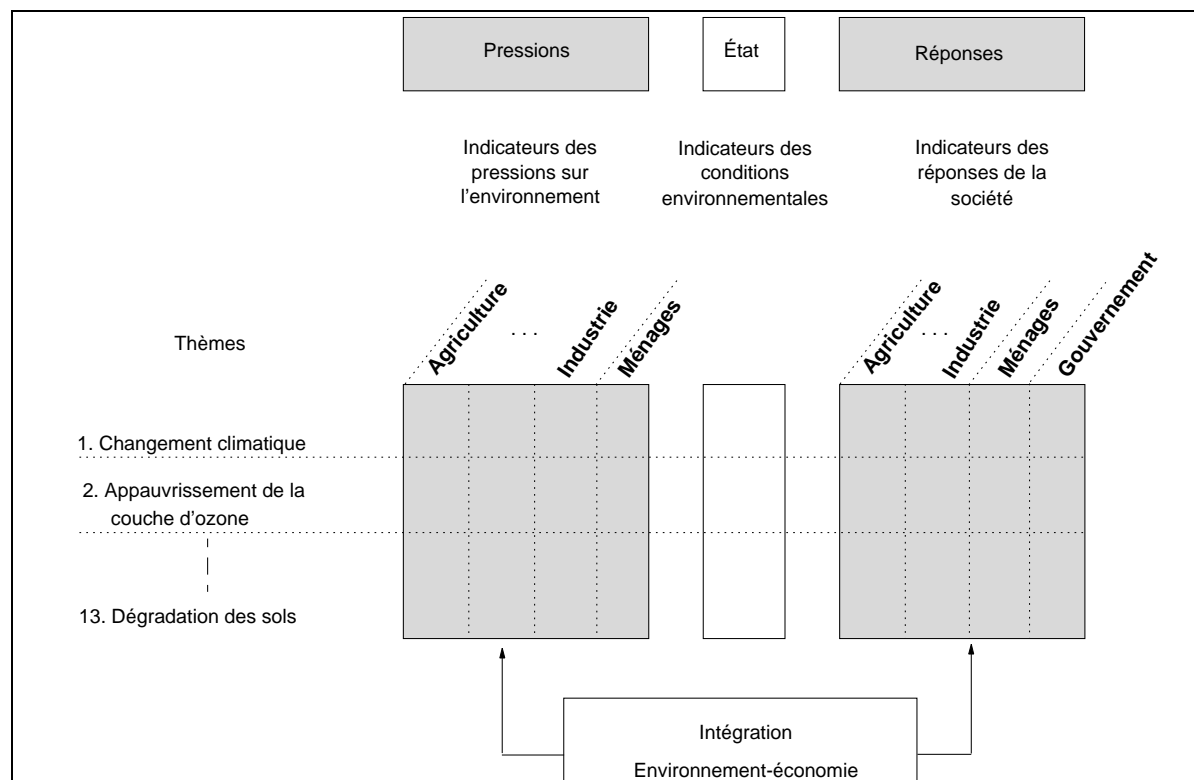 Pressions
État
Réponses
Indicateurs des
pressions sur
l'environnement
Indicateurs des
conditions
environnementales
Indicateurs des
réponses de la
société
Thèmes
Agriculture
. . .
Industrie
Ménages
Agriculture
. . .
Industrie
Ménages
Gouvernement
1. Changement climatique
2. Appauvrissement de la
couche d'ozone
13. Dégradation des sols
Intégration
Environnement-économie